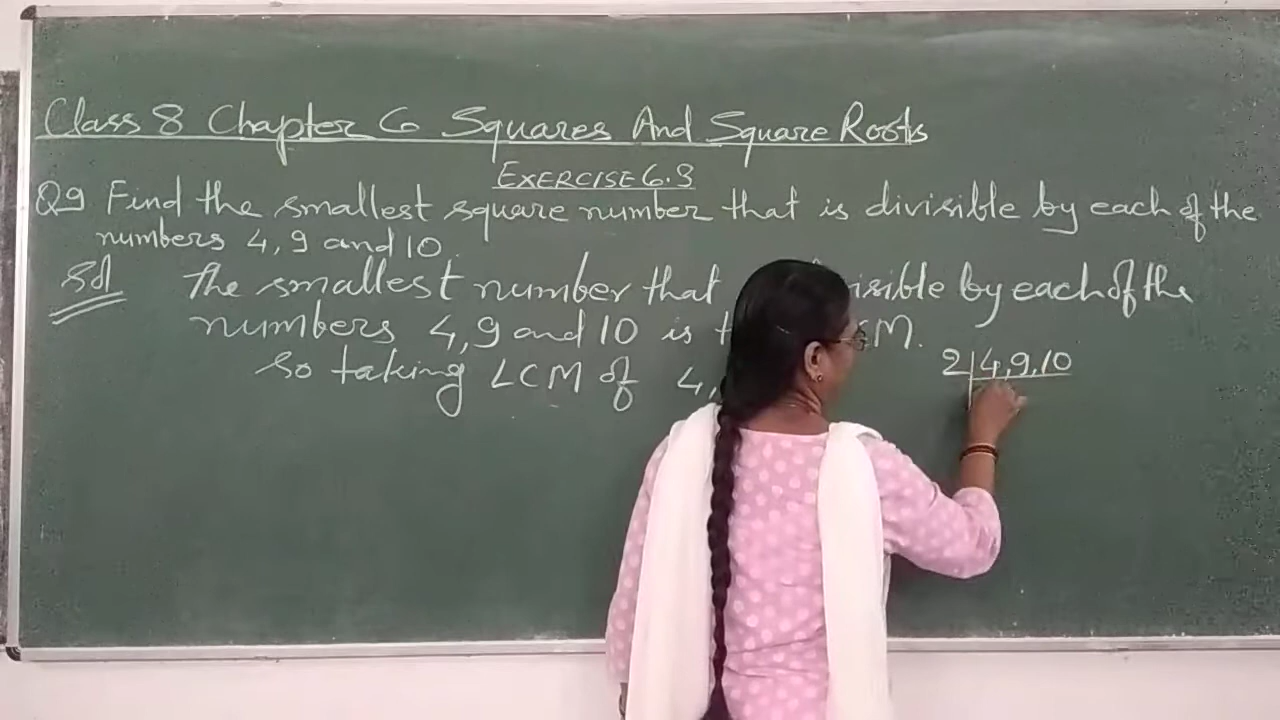 Class 8 Chapter 6 Squares And Square Roots
EXERCISE 6.3
Q9 Find the smallest square number that is divisible by each of the
numbers 4, 9 and 10.
Sol The smallest number that divisible by each of the
numbers 4, 9 and 10 is LCM.
So taking LCM of 4,
2 4, 9, 10